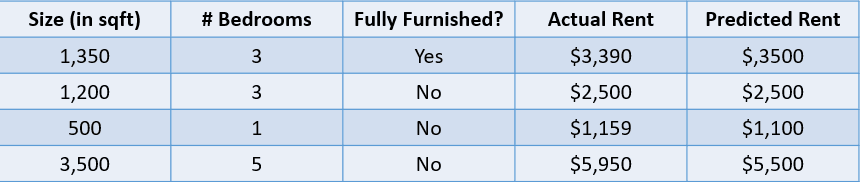 Size (in sqft) # Bedrooms Fully Furnished? Actual Rent Predicted Rent
1,350 3 Yes $3,390 $,3500
1,200 3 No $2,500 $2,500
500 1 No $1,159 $1,100
3,500 5 No $5,950 $5,500